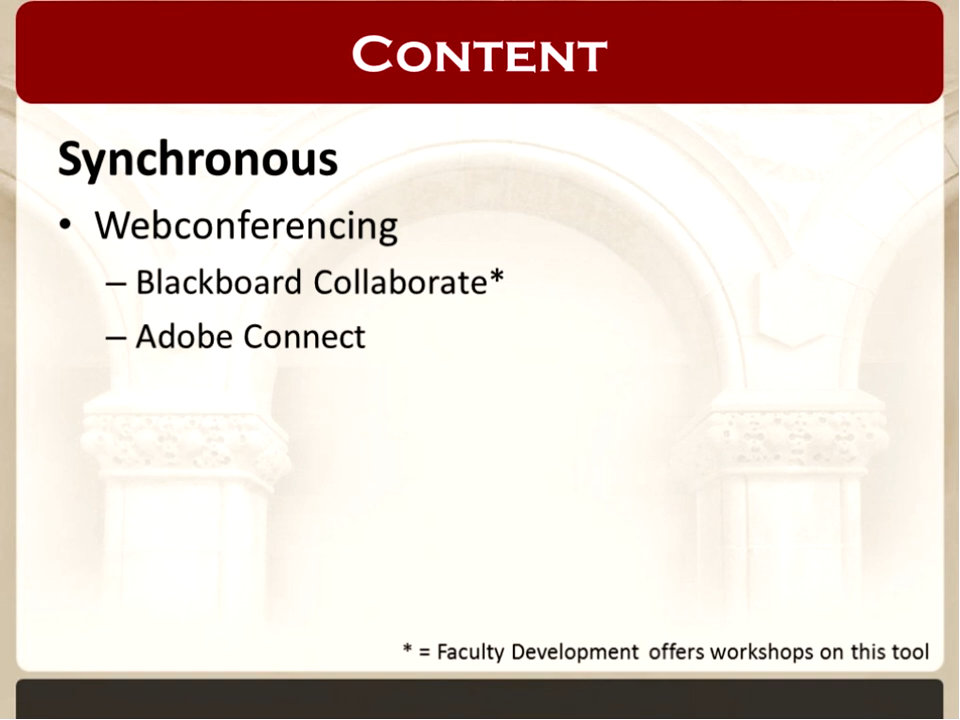 Content
Synchronous
• Webconferencing
– Blackboard Collaborate*
– Adobe Connect
* = Faculty Development offers workshops on this tool